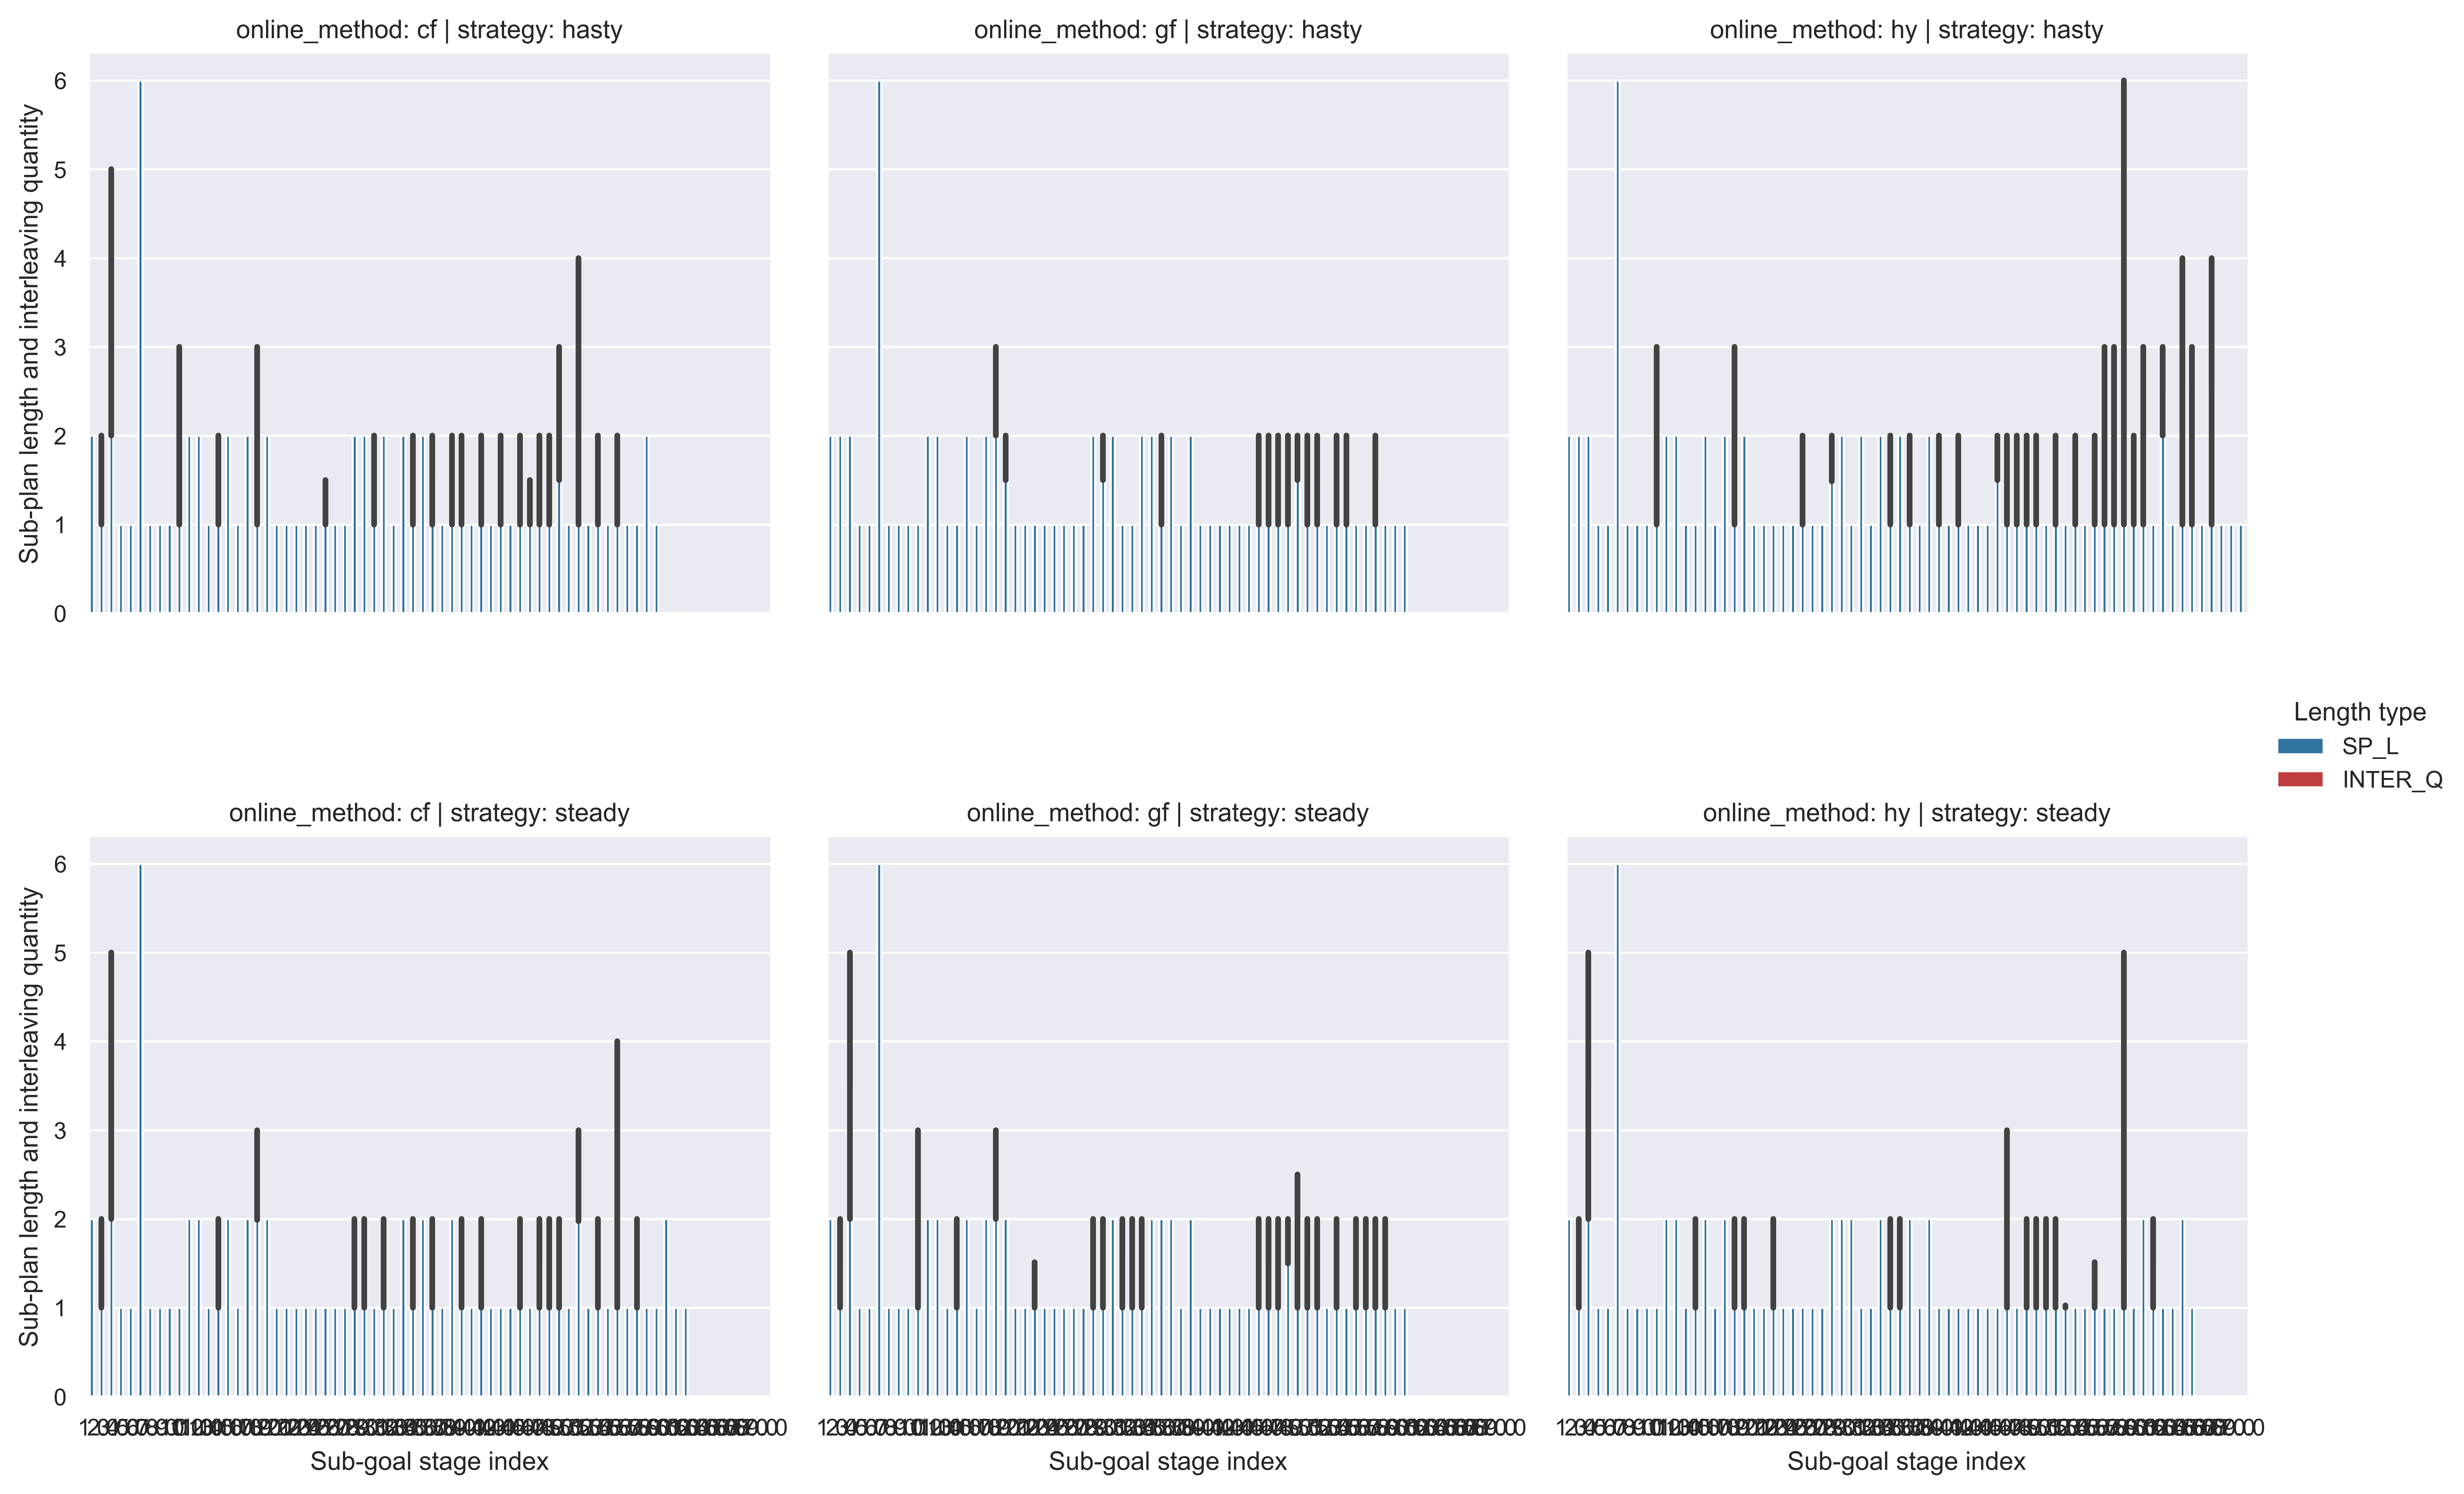 online_method: cf | strategy: hasty
online_method: gf | strategy: hasty
online_method: hy | strategy: hasty
6
5
4
3
2
1
0
Sub-plan length and interleaving quantity
Length type
SP_L
INTER_Q
online_method: cf | strategy: steady
online_method: gf | strategy: steady
online_method: hy | strategy: steady
6
5
4
3
2
1
0
Sub-plan length and interleaving quantity
Sub-goal stage index
Sub-goal stage index
Sub-goal stage index